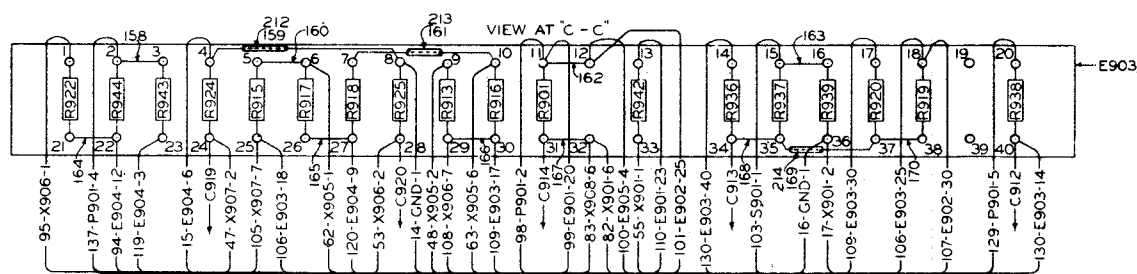 212
213
VIEW AT "C-C"
159
160
161
1
2
158
3
4
5
6
7
8
9
10
11
12
13
14
15
163
16
17
18
19
20
162
E903
R922
R944
R943
R924
R915
R917
R918
R925
R913
R916
R901
R942
R936
R937
R939
R920
R919
R938
21
164
22
23
24
25
26
165
27
28
29
166
30
31
167
32
33
34
168
35
214
169
36
37
170
38
39
40
95-X906-1
137-P901-4
94-E904-12
119-E904-3
15-E904-6
C919
47-X907-2
105-X907-7
106-E903-18
62-X905-1
120-E904-9
53-X906-2
C920
14-GND-1
48-X905-2
108-X906-7
63-X905-6
109-E903-17
98-P901-2
C914
99-E901-20
83-X908-6
82-X901-6
100-E905-4
55-X901-1
110-E901-23
101-E902-25
130-E903-40
C913
103-S901-1
16-GND-1
17-X901-2
109-E903-30
106-E903-25
107-E902-30
129-P901-5
C912
130-E903-14